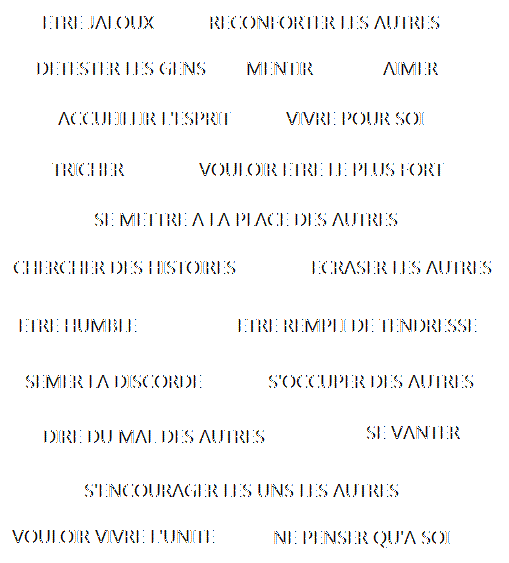 ETRE JALOUX RECONFORTER LES AUTRES
DETESTER LES GENS MENTIR AIMER
ACCUEILLIR L'ESPRIT VIVRE POUR SOI
TRICHER VOULOIR ETRE LE PLUS FORT
SE METTRE A LA PLACE DES AUTRES
CHERCHER DES HISTOIRES ECRASER LES AUTRES
ETRE HUMBLE ETRE REMPLI DE TENDRESSE
SEMER LA DISCORDE S'OCCUPER DES AUTRES
DIRE DU MAL DES AUTRES SE VANTER
S'ENCOURAGER LES UNS LES AUTRES
VOULOIR VIVRE L'UNITE NE PENSER QU'A SOI